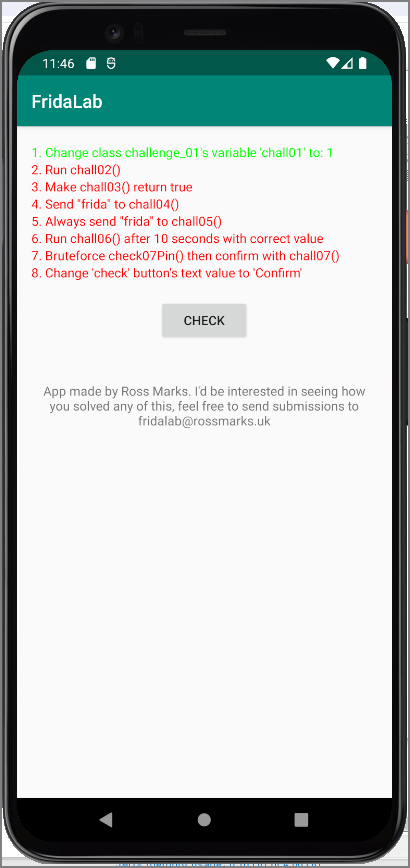 11:46
FridaLab
1. Change class challenge_01's variable 'chall01' to: 1
2. Run chall02()
3. Make chall03() return true
4. Send "frida" to chall04()
5. Always send "frida" to chall05()
6. Run chall06() after 10 seconds with correct value
7. Bruteforce check07Pin() then confirm with chall07()
8. Change 'check' button's text value to 'Confirm'
CHECK
App made by Ross Marks. I'd be interested in seeing how
you solved any of this, feel free to send submissions to
fridalab@rossmarks.uk